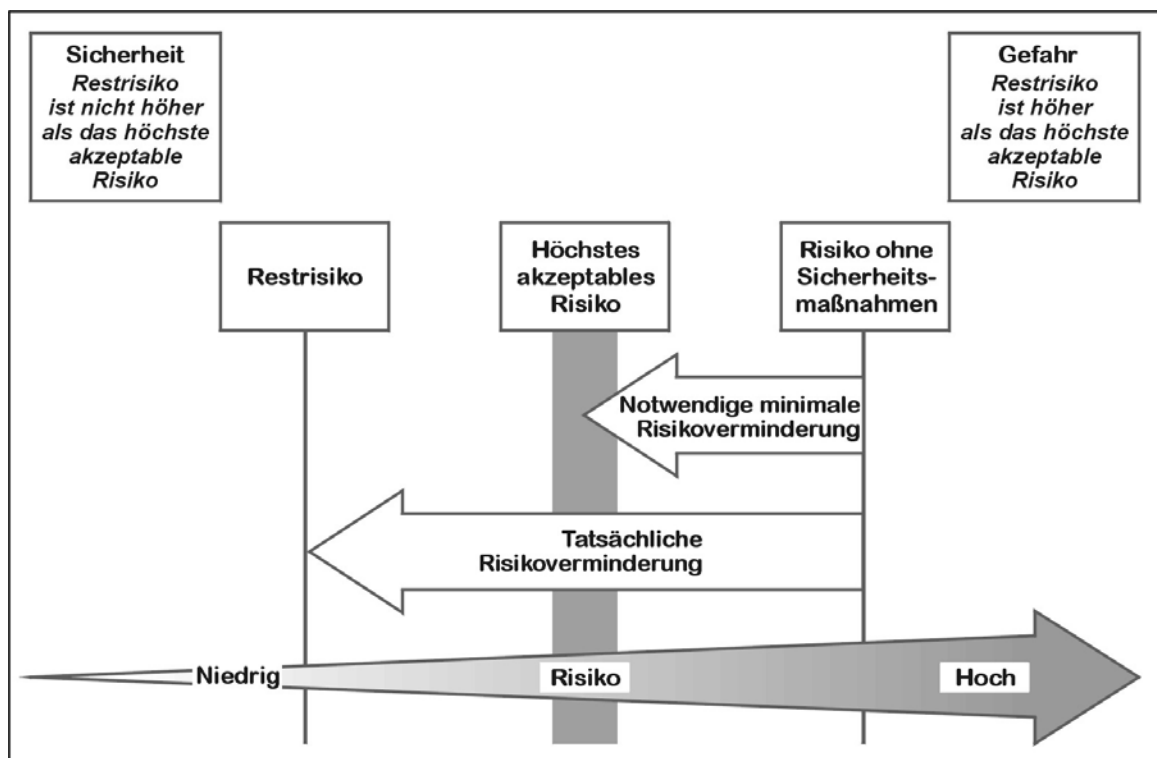 Sicherheit
Restrisiko
ist nicht höher
als das höchste
akzeptable
Risiko
Gefahr
Restrisiko
ist höher
als das höchste
akzeptable
Risiko
Restrisiko
Höchstes
akzeptables
Risiko
Risiko ohne
Sicherheits-
maßnahmen
Notwendige minimale
Risikoverminderung
Tatsächliche
Risikoverminderung
Niedrig
Risiko
Hoch